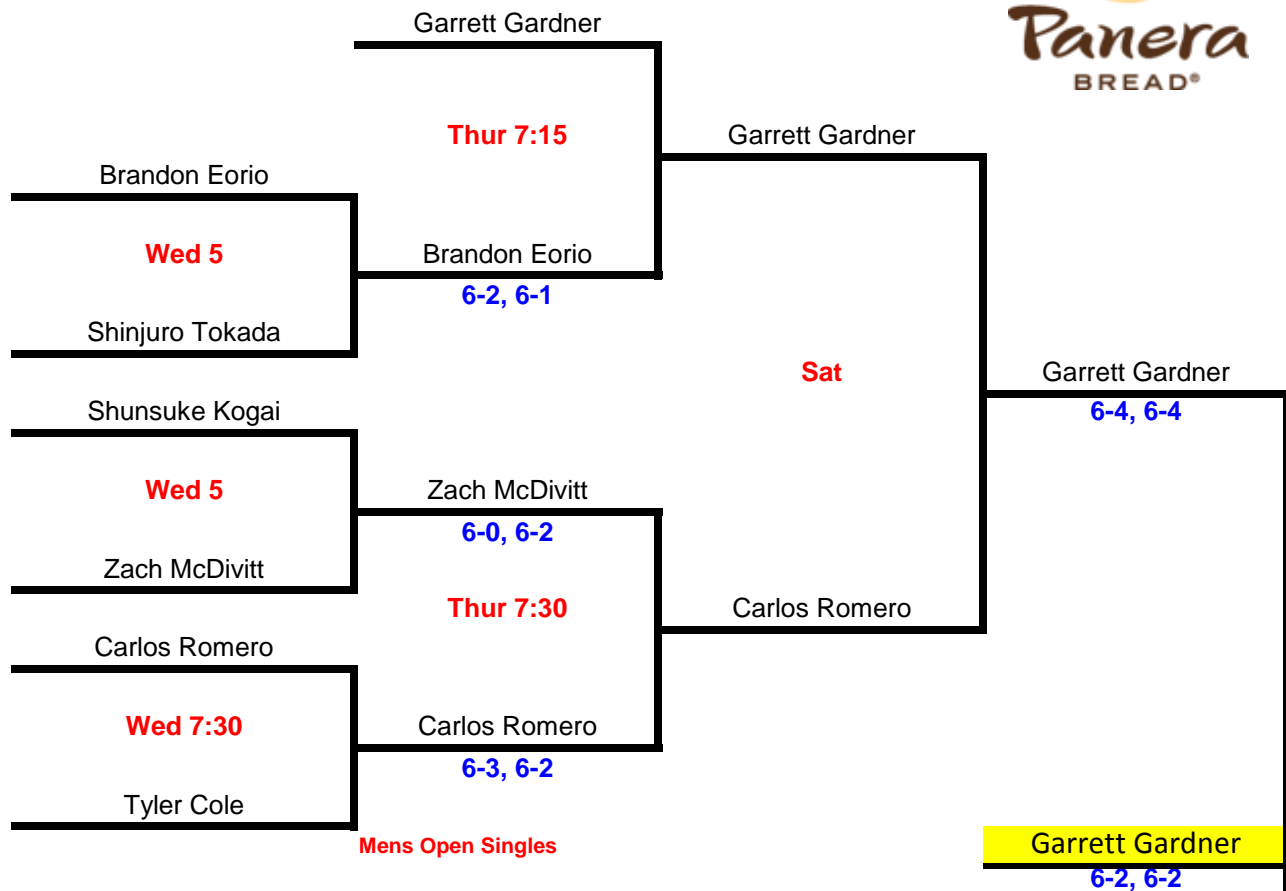 Garrett Gardner
Panera
BREAD®
Thur 7:15
Garrett Gardner
Brandon Eorio
Wed 5
Brandon Eorio
6-2, 6-1
Shinjuro Tokada
Sat
Garrett Gardner
6-4, 6-4
Shunsuke Kogai
Wed 5
Zach McDivitt
6-0, 6-2
Zach McDivitt
Thur 7:30
Carlos Romero
Carlos Romero
Wed 7:30
Carlos Romero
6-3, 6-2
Tyler Cole
Mens Open Singles
Garrett Gardner
6-2, 6-2